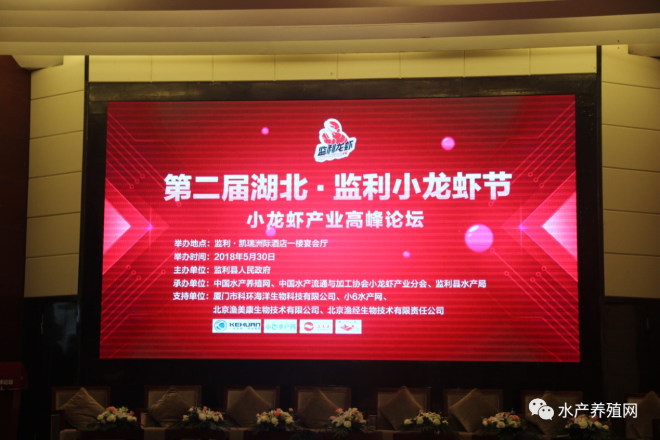 监利龙虾
第二届湖北·监利小龙虾节
小龙虾产业高峰论坛
举办地点：监利·凯瑞洲际酒店一楼宴会厅
举办时间：2018年5月30日
主办单位：监利县人民政府
承办单位：中国水产养殖网、中国水产流通与加工协会小龙虾产业分会、监利县水产局
支持单位：厦门市科环海洋生物科技有限公司、小6水产网、
北京渔美康生物技术有限公司、北京渔经生物技术有限责任公司
KEHUAN
水产养殖网